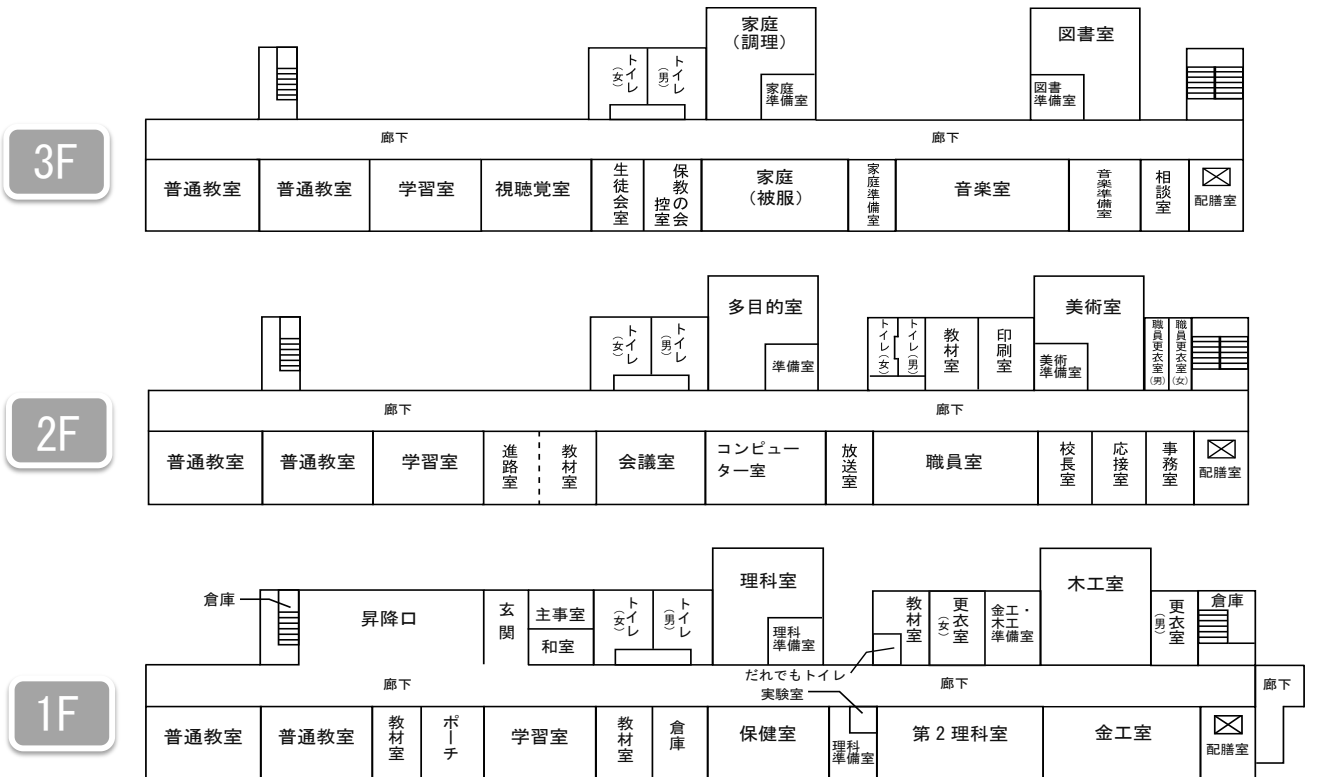 3F
トイレ
(女)
トイレ
(男)
家庭
(調理)
家庭
準備室
図書室
図書
準備室
廊下
廊下
普通教室
普通教室
学習室
視聴覚室
生徒会室
保教の会
控室
家庭
(被服)
家庭準備室
音楽室
音楽準備室
相談室
配膳室
2F
トイレ
(女)
トイレ
(男)
多目的室
準備室
トイレ(女)
トイレ(男)
教材室
印刷室
美術室
美術
準備室
職員更衣室(男)
職員更衣室(女)
廊下
廊下
普通教室
普通教室
学習室
進路室
教材室
会議室
コンピュー
ター室
放送室
職員室
校長室
応接室
事務室
配膳室
1F
倉庫
昇降口
玄関
主事室
和室
トイレ
(女)
トイレ
(男)
理科室
理科
準備室
教材室
更衣室
(女)
金工・
木工
準備室
木工室
更衣室
(男)
倉庫
だれでもトイレ
実験室
廊下
廊下
廊下
普通教室
普通教室
教材室
ポーチ
学習室
教材室
倉庫
保健室
理科
準備室
第2理科室
金工室
配膳室